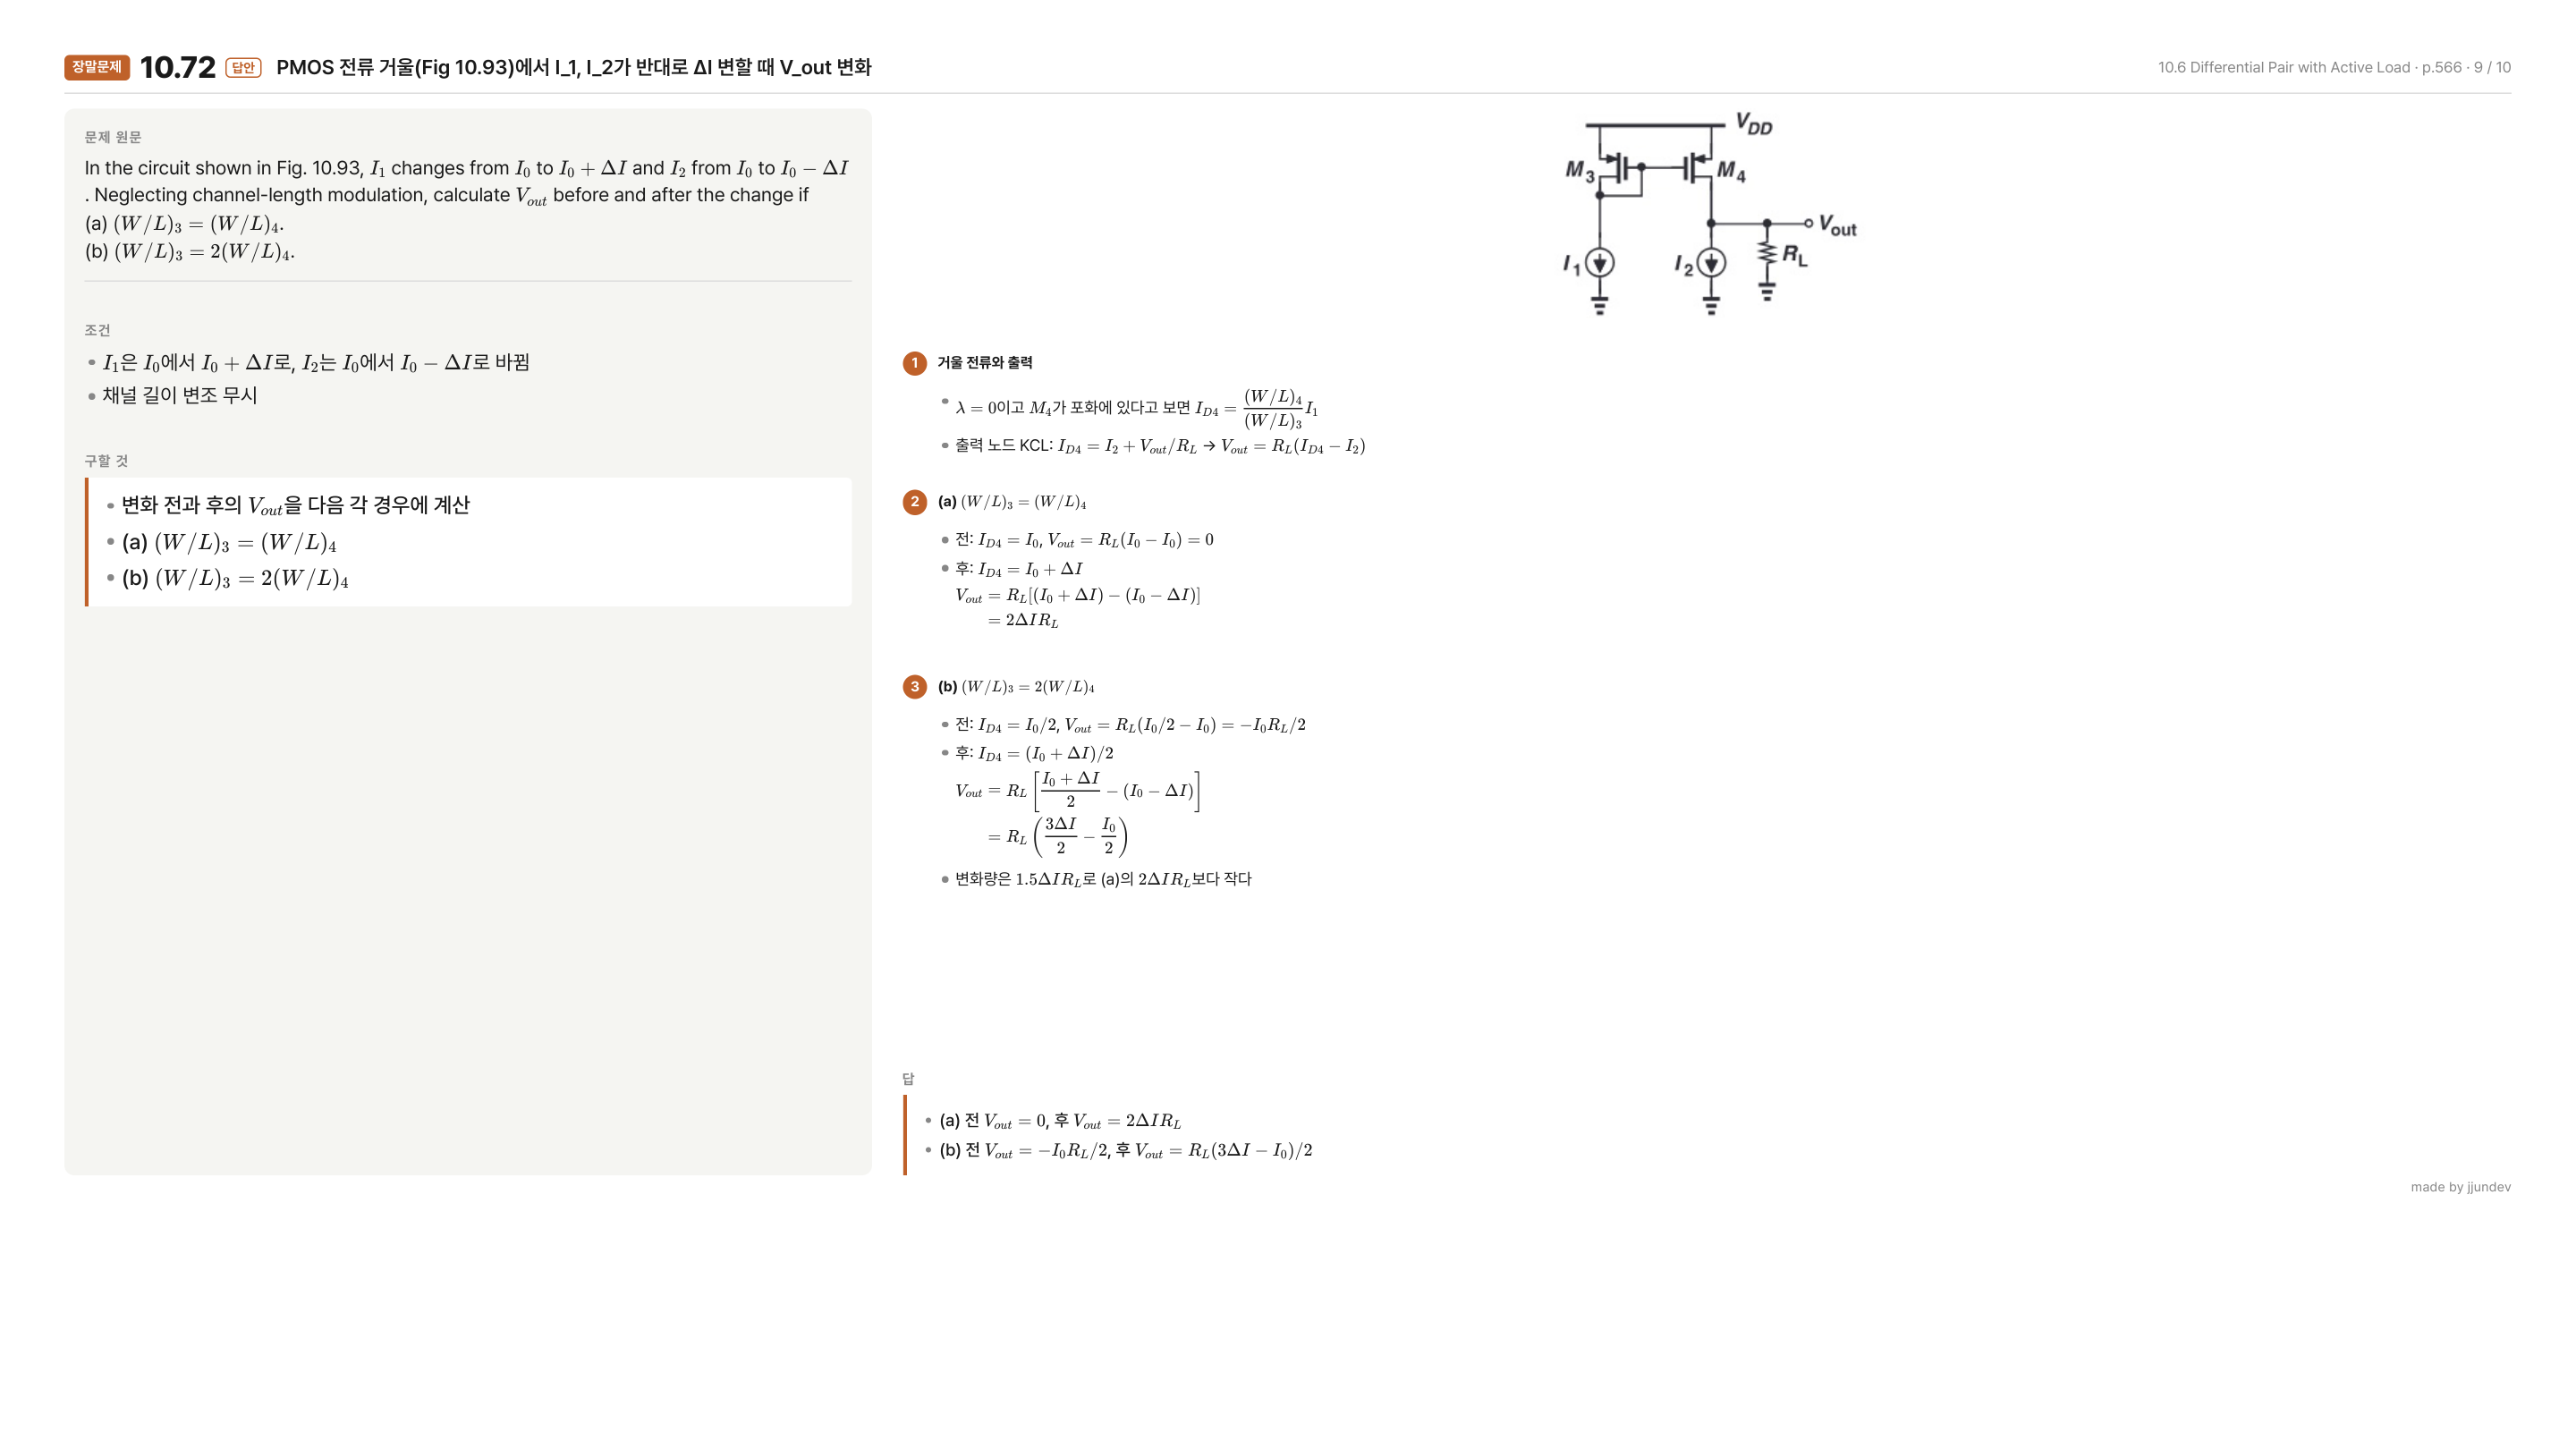 장말문제 10.72 답안 PMOS 전류 거울(Fig 10.93)에서 I_1, I_2가 반대로 ΔI 변할 때 V_out 변화
10.6 Differential Pair with Active Load · p.566 · 9 / 10
문제 원문
In the circuit shown in Fig. 10.93, I₁ changes from I₀ to I₀ + ΔI and I₂ from I₀ to I₀ − ΔI
. Neglecting channel-length modulation, calculate V_out before and after the change if
(a) (W/L)₃ = (W/L)₄.
(b) (W/L)₃ = 2(W/L)₄.
조건
• I₁은 I₀에서 I₀ + ΔI로, I₂는 I₀에서 I₀ − ΔI로 바뀜
• 채널 길이 변조 무시
구할 것
• 변화 전과 후의 V_out을 다음 각 경우에 계산
• (a) (W/L)₃ = (W/L)₄
• (b) (W/L)₃ = 2(W/L)₄
V_DD
M₃
M₄
V_out
I₁
I₂
R_L
1 거울 전류와 출력
• λ = 0이고 M₄가 포화에 있다고 보면 I_D4 = (W/L)₄/(W/L)₃ I₁
• 출력 노드 KCL: I_D4 = I₂ + V_out/R_L → V_out = R_L(I_D4 − I₂)
2 (a) (W/L)₃ = (W/L)₄
• 전: I_D4 = I₀, V_out = R_L(I₀ − I₀) = 0
• 후: I_D4 = I₀ + ΔI
V_out = R_L[(I₀ + ΔI) − (I₀ − ΔI)]
= 2ΔIR_L
3 (b) (W/L)₃ = 2(W/L)₄
• 전: I_D4 = I₀/2, V_out = R_L(I₀/2 − I₀) = −I₀R_L/2
• 후: I_D4 = (I₀ + ΔI)/2
V_out = R_L [(I₀ + ΔI)/2 − (I₀ − ΔI)]
= R_L (3ΔI/2 − I₀/2)
• 변화량은 1.5ΔIR_L로 (a)의 2ΔIR_L보다 작다
답
• (a) 전 V_out = 0, 후 V_out = 2ΔIR_L
• (b) 전 V_out = −I₀R_L/2, 후 V_out = R_L(3ΔI − I₀)/2
made by jjundev